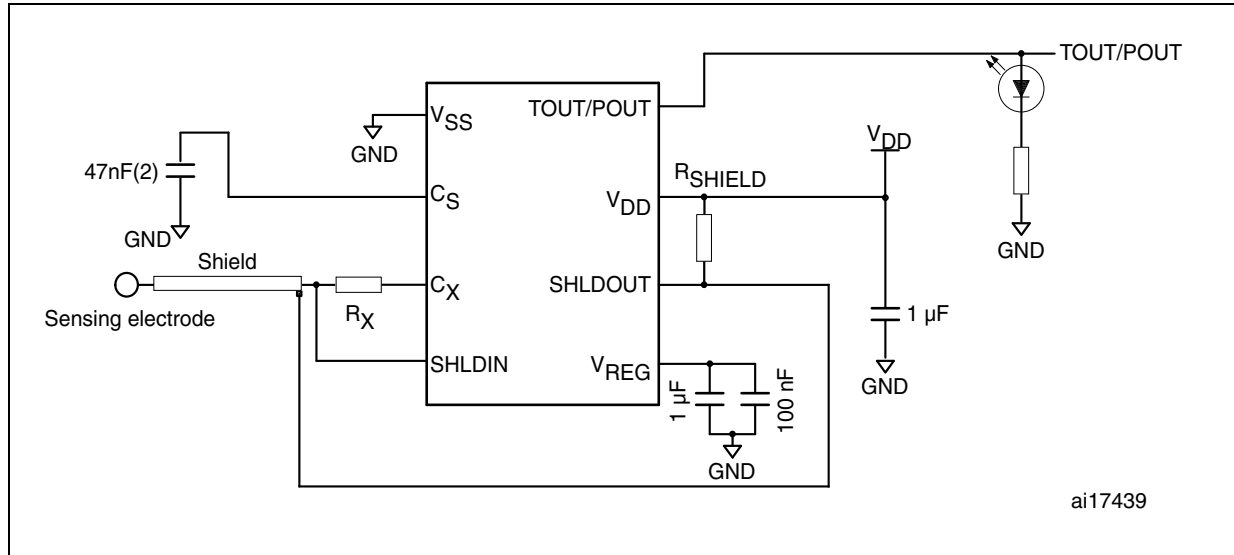 TOUT/POUT
VSS
TOUT/POUT
GND
VDD
47nF(2)
RSHIELD
CS
VDD
GND
GND
Shield
CX
SHLDOUT
1 µF
Sensing electrode
RX
SHLDIN
VREG
GND
1 µF
100 nF
GND
ai17439